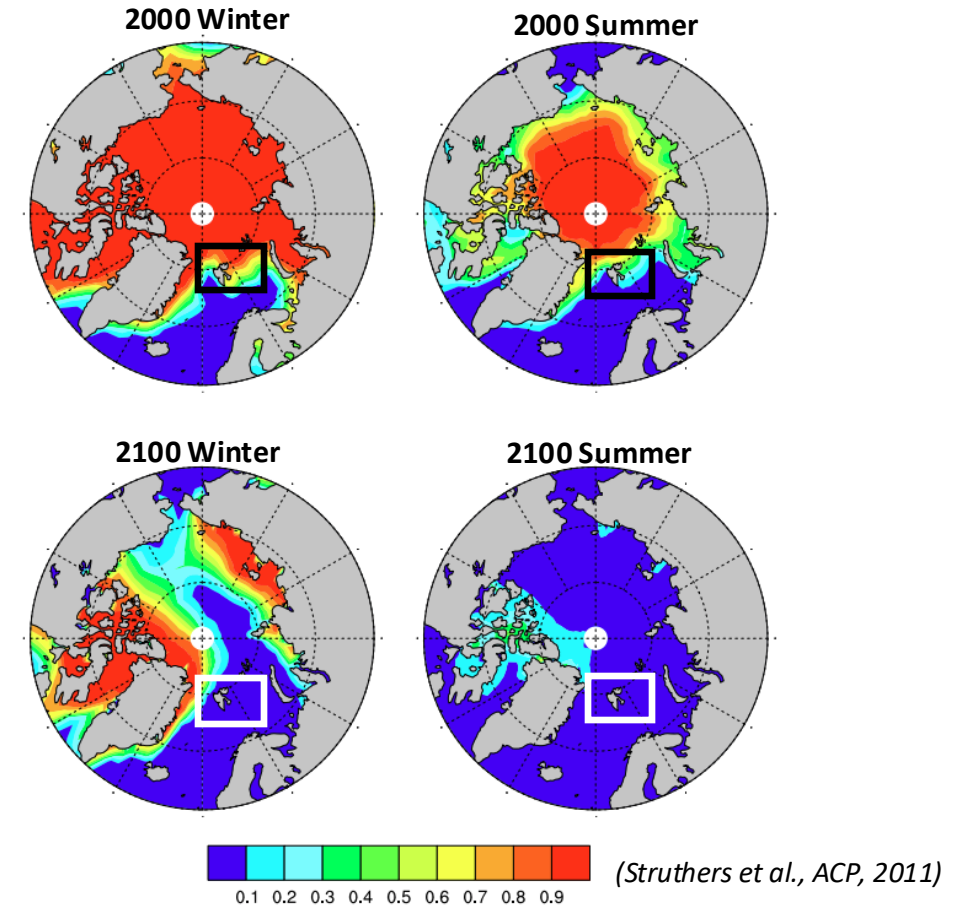 2000 Winter
2000 Summer
2100 Winter
2100 Summer
0.1 0.2 0.3 0.4 0.5 0.6 0.7 0.8 0.9
(Struthers et al., ACP, 2011)